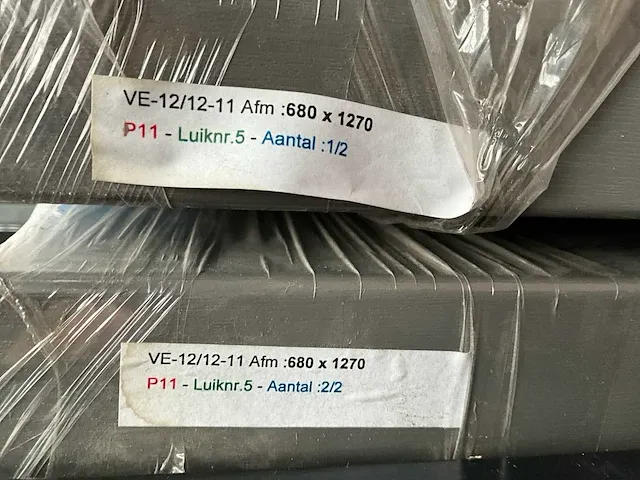 VE-12/12-11 Afm :680 x 1270
P11 - Luiknr.5 - Aantal :1/2
VE-12/12-11 Afm :680 x 1270
P11 - Luiknr.5 - Aantal :2/2